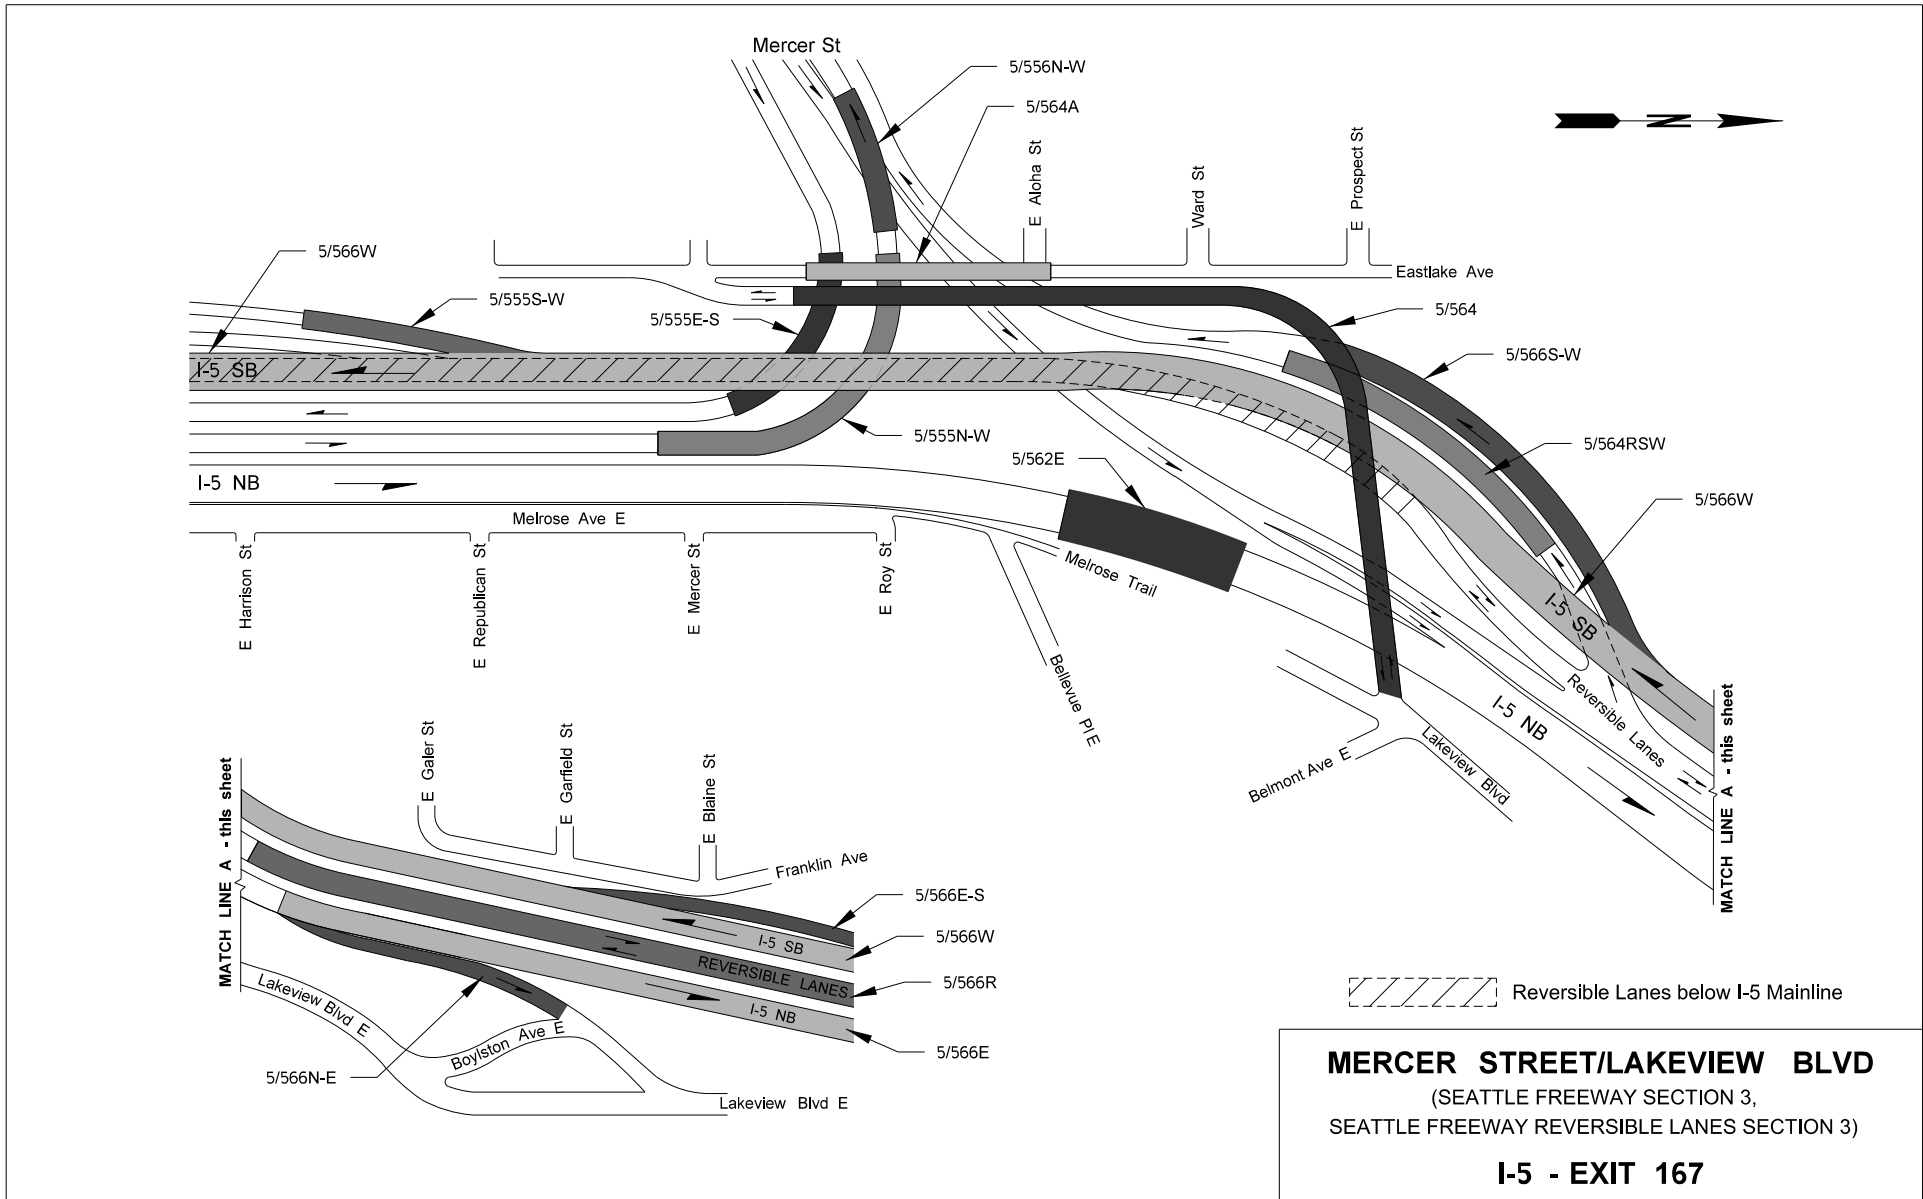 Mercer St
5/556N-W
5/564A
N
E Aloha St
Ward St
E Prospect St
5/566W
5/555S-W
5/555E-S
Eastlake Ave
5/564
5/566S-W
I-5 SB
5/555N-W
5/562E
5/564RSW
5/566W
I-5 NB
Melrose Ave E
Melrose Trail
E Harrison St
E Republican St
E Mercer St
E Roy St
Bellevue Pl E
I-5 SB
Reversible Lanes
I-5 NB
Belmont Ave E
Lakeview Blvd
MATCH LINE A - this sheet
MATCH LINE A - this sheet
E Galer St
E Garfield St
E Blaine St
Franklin Ave
5/566E-S
I-5 SB
5/566W
REVERSIBLE LANES
5/566R
I-5 NB
5/566E
Lakeview Blvd E
Boylston Ave E
5/566N-E
Lakeview Blvd E
Reversible Lanes below I-5 Mainline
MERCER STREET/LAKEVIEW BLVD
(SEATTLE FREEWAY SECTION 3,
SEATTLE FREEWAY REVERSIBLE LANES SECTION 3)
I-5 - EXIT 167